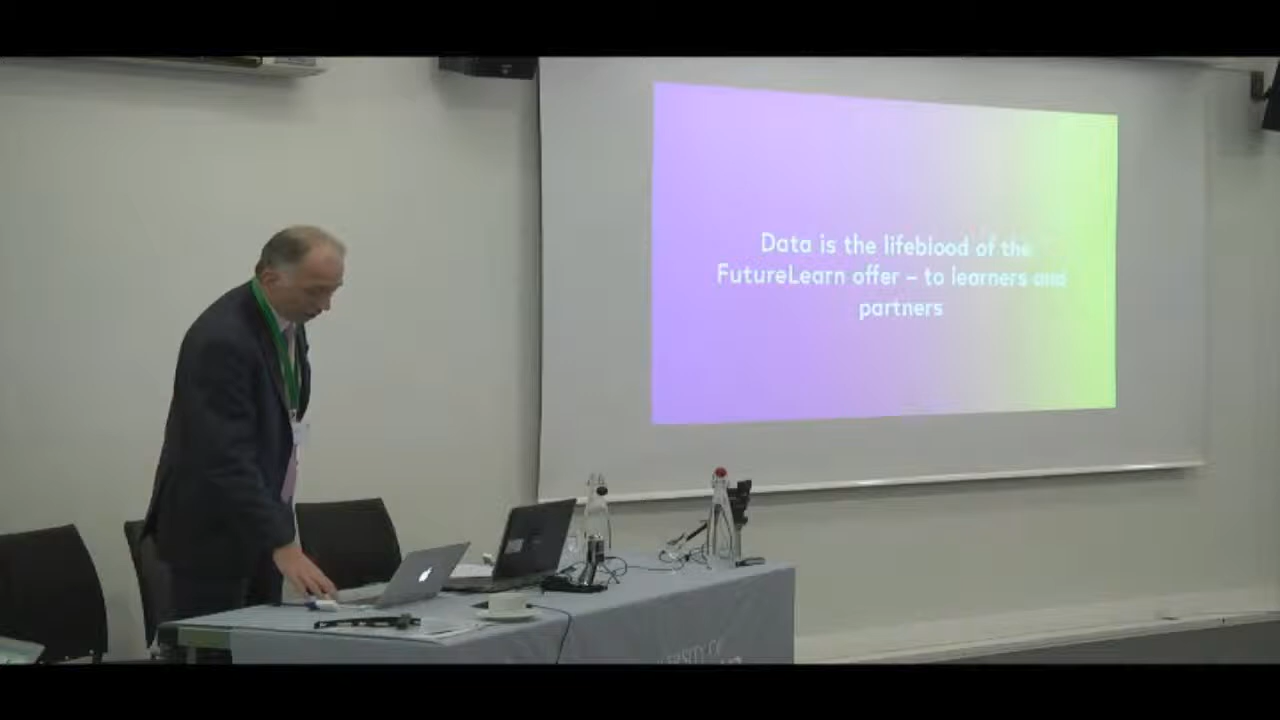 Data is the lifeblood of the
FutureLearn offer – to learners and
partners